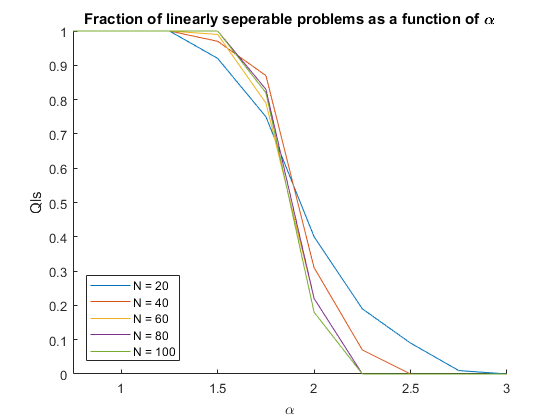 Fraction of linearly seperable problems as a function of α
1
0.9
0.8
0.7
0.6
0.5
0.4
0.3
0.2
0.1
0
Qls
N = 20
N = 40
N = 60
N = 80
N = 100
1 1.5 2 2.5 3
α